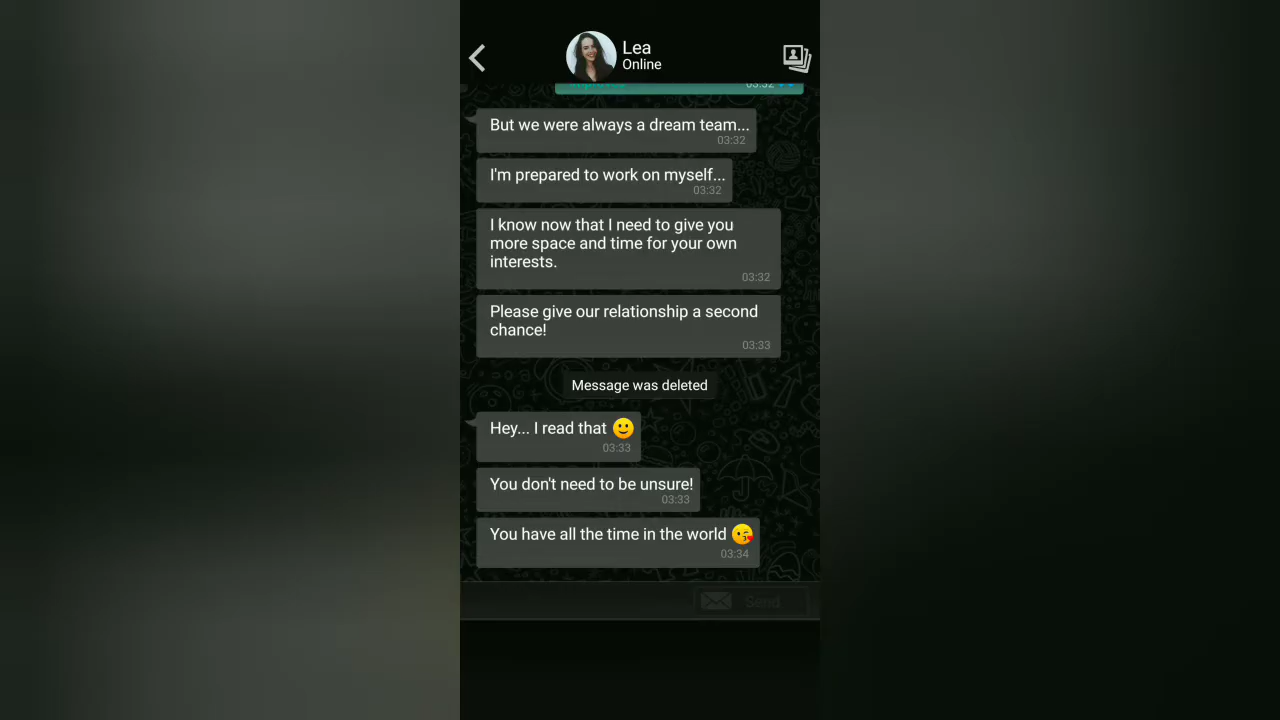 Lea
Online
03:32
But we were always a dream team...
03:32
I'm prepared to work on myself...
03:32
I know now that I need to give you
more space and time for your own
interests.
03:32
Please give our relationship a second
chance!
03:33
Message was deleted
Hey... I read that 🙂
03:33
You don't need to be unsure!
03:33
You have all the time in the world 😘
03:34
Send